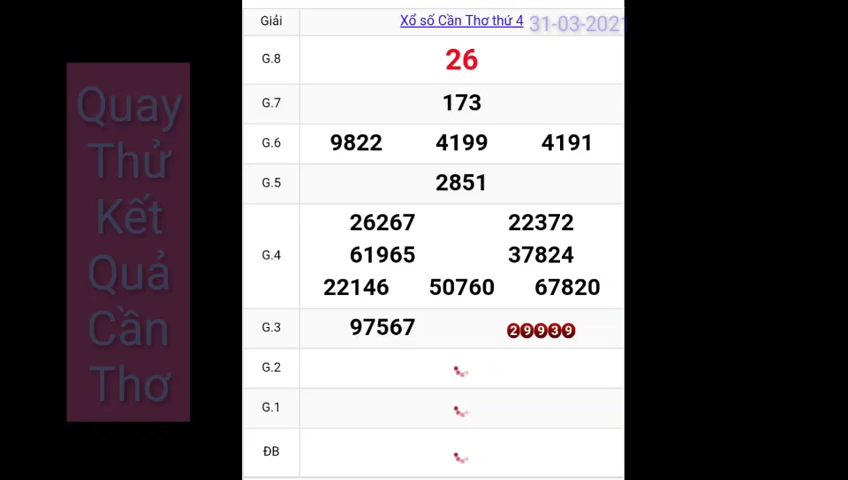 Quay
Thử
Kết
Quả
Cần
Thơ
Giải Xổ số Cần Thơ thứ 4 31-03-2021
G.8 26
G.7 173
G.6 9822 4199 4191
G.5 2851
G.4 26267 22372
61965 37824
22146 50760 67820
G.3 97567 29939
G.2
G.1
ĐB